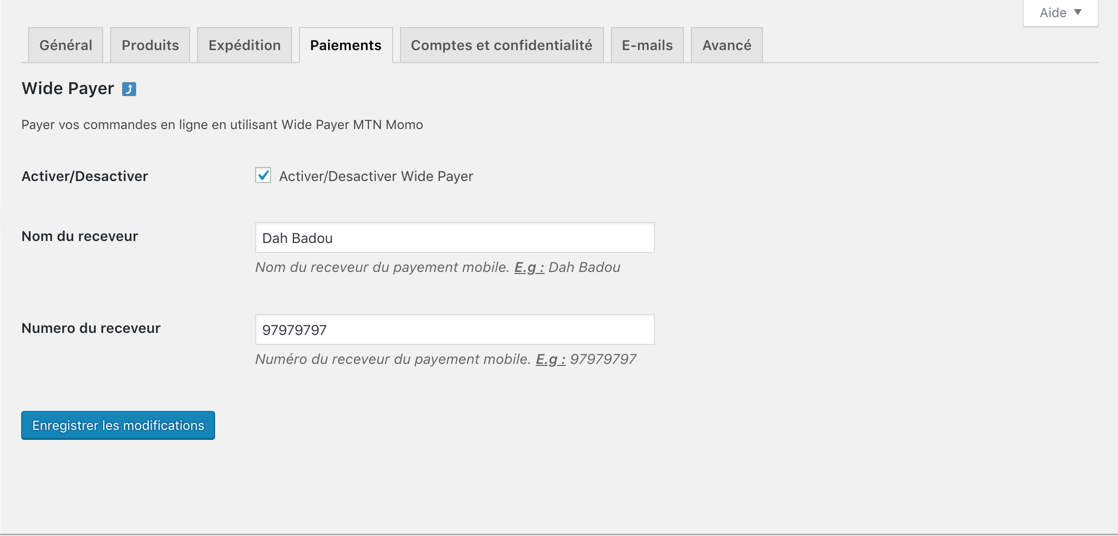 Aide ▼
Général Produits Expédition Paiements Comptes et confidentialité E-mails Avancé
Wide Payer ⤴
Payer vos commandes en ligne en utilisant Wide Payer MTN Momo
Activer/Desactiver Activer/Desactiver Wide Payer
Nom du receveur Dah Badou
Nom du receveur du payement mobile. E.g : Dah Badou
Numero du receveur 97979797
Numéro du receveur du payement mobile. E.g : 97979797
Enregistrer les modifications